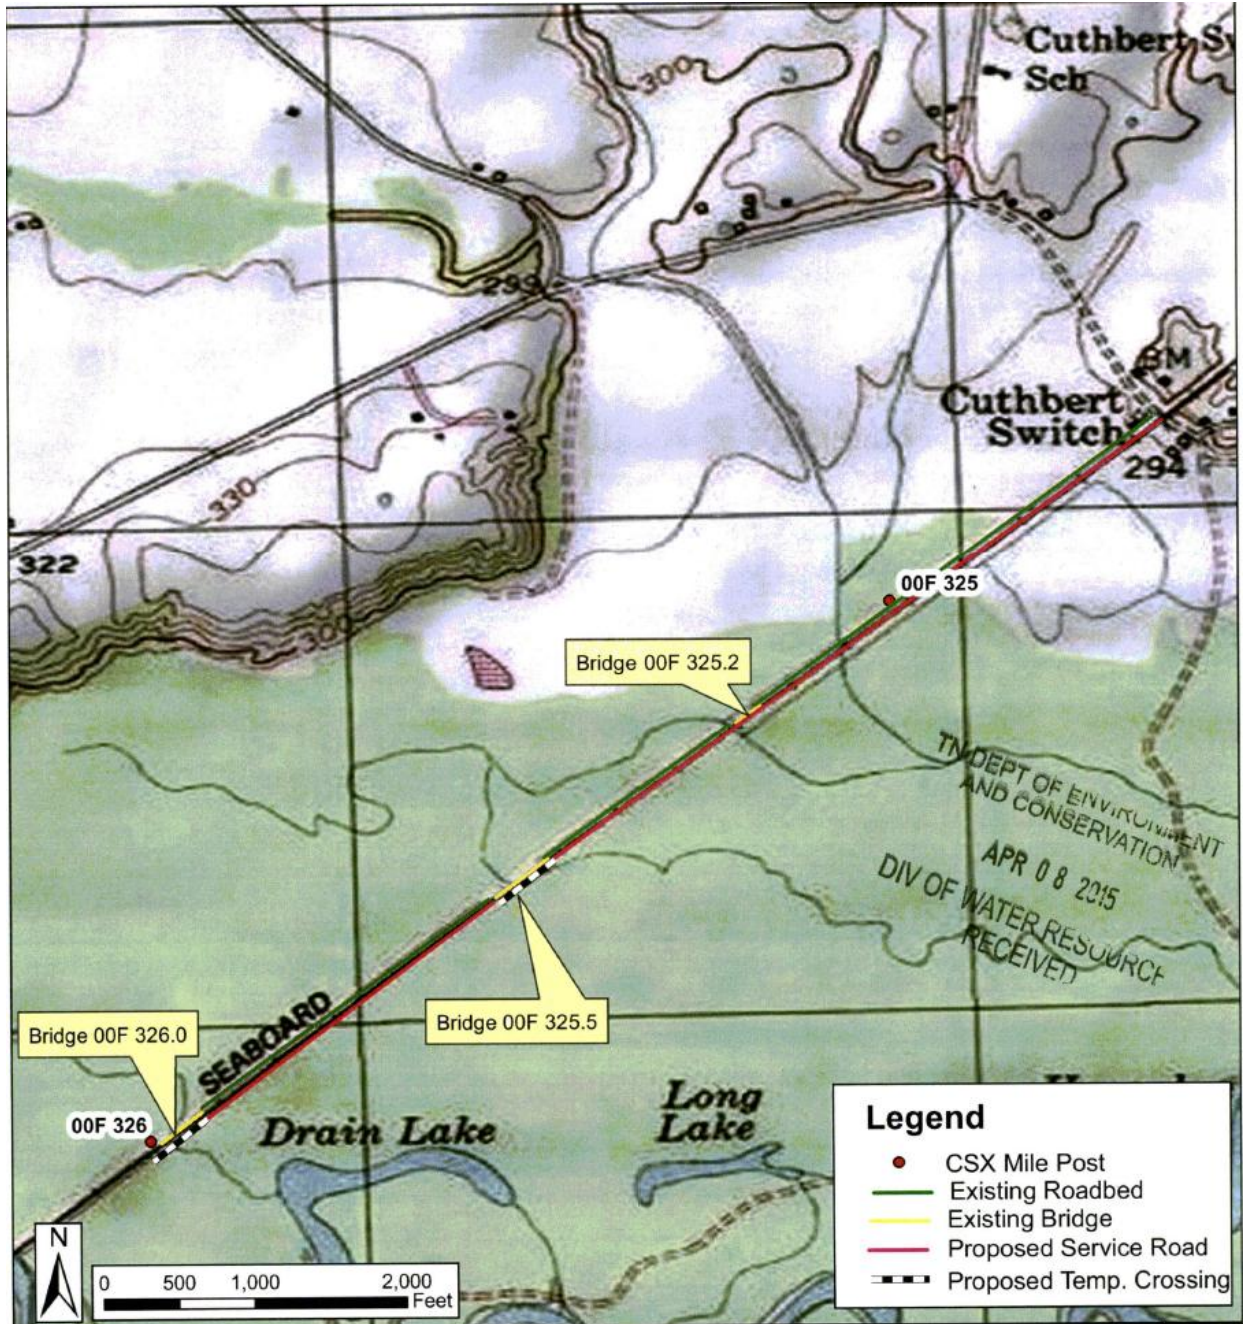 Cuthbert Sw
Sch
300
299
BM
Cuthbert
Switch
294
330
322
300
00F 325
Bridge 00F 325.2
TN DEPT OF ENVIRONMENT
AND CONSERVATION
APR 08 2015
DIV OF WATER RESOURCE
RECEIVED
Bridge 00F 325.5
SEABOARD
Bridge 00F 326.0
00F 326
Drain Lake
Long
Lake
Legend
CSX Mile Post
Existing Roadbed
Existing Bridge
Proposed Service Road
Proposed Temp. Crossing
N
0 500 1,000 2,000
Feet